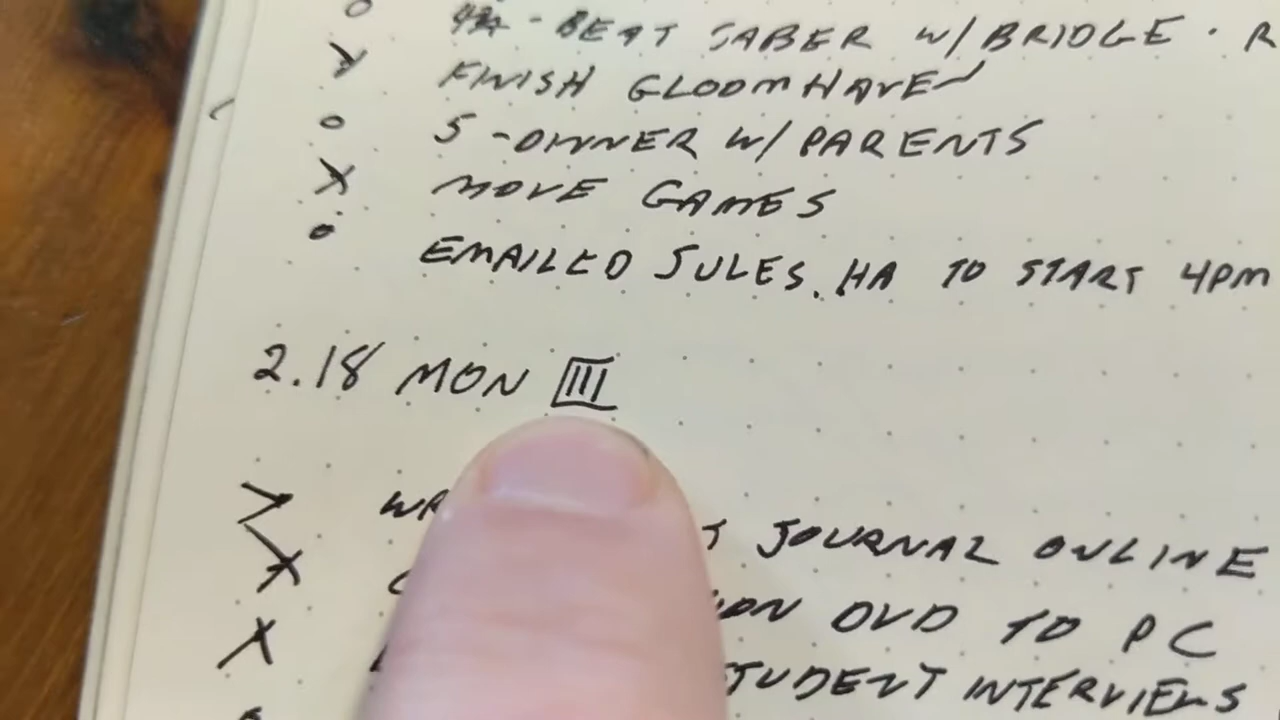 - BEAT SABER W/BRIDGE · R
> FINISH GLOOMHAVEN
o 5 - DINNER W/ PARENTS
X MOVE GAMES
EMAILED JULES. HA TO START 4PM
2.18 MON III
> JOURNAL ONLINE
X DVD TO PC
X STUDENT INTERVIEWS